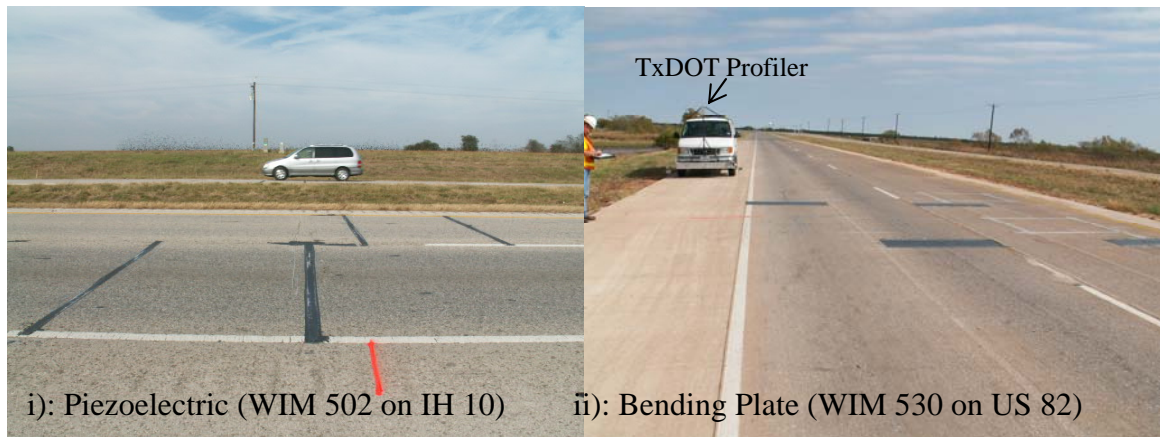 TxDOT Profiler
i): Piezoelectric (WIM 502 on IH 10)
ii): Bending Plate (WIM 530 on US 82)